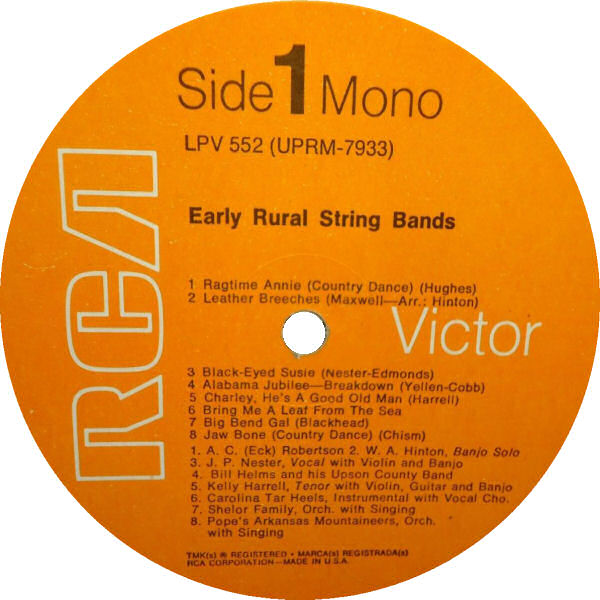 Side 1 Mono
LPV 552 (UPRM-7933)
Early Rural String Bands
1 Ragtime Annie (Country Dance) (Hughes)
2 Leather Breeches (Maxwell—Arr.: Hinton)
RCA
Victor
3 Black-Eyed Susie (Nester-Edmonds)
4 Alabama Jubilee—Breakdown (Yellen-Cobb)
5 Charley, He's A Good Old Man (Harrell)
6 Bring Me A Leaf From The Sea
7 Big Bend Gal (Blackhead)
8 Jaw Bone (Country Dance) (Chism)
1. A. C. (Eck) Robertson 2. W. A. Hinton, Banjo Solo
3. J. P. Nester, Vocal with Violin and Banjo
4. Bill Helms and his Upson County Band
5. Kelly Harrell, Tenor with Violin, Guitar and Banjo
6. Carolina Tar Heels, Instrumental with Vocal Cho.
7. Shelor Family, Orch. with Singing
8. Pope's Arkansas Mountaineers, Orch.
with Singing
TMK(s) ® REGISTERED • MARCA(s) REGISTRADA(s)
RCA CORPORATION—MADE IN U.S.A.